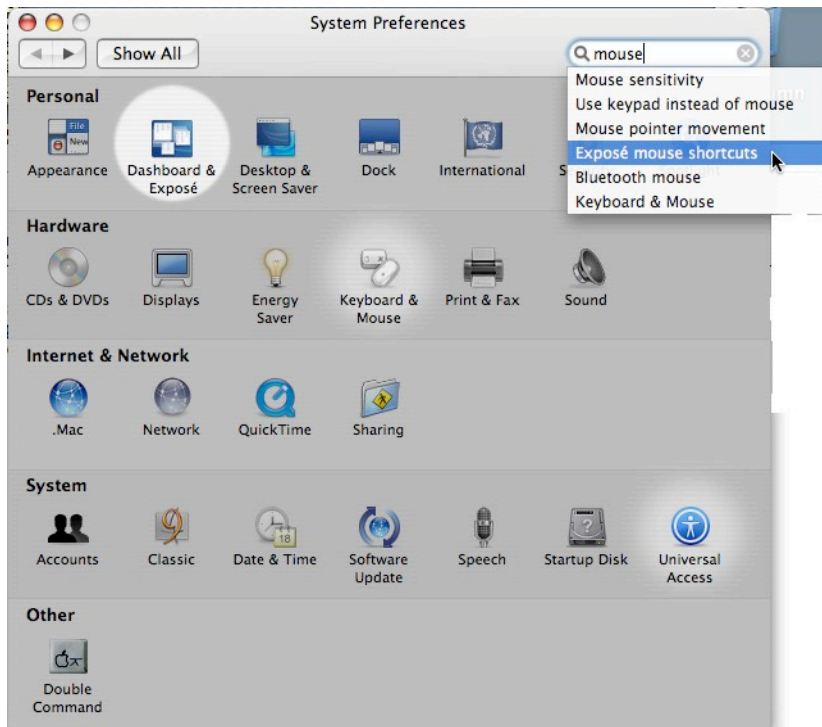 System Preferences
Show All
mouse
Mouse sensitivity
Use keypad instead of mouse
Mouse pointer movement
Exposé mouse shortcuts
Bluetooth mouse
Keyboard & Mouse
Personal
File
New
Appearance
Dashboard &
Exposé
Desktop &
Screen Saver
Dock
International
Hardware
CDs & DVDs
Displays
Energy
Saver
Keyboard &
Mouse
Print & Fax
Sound
Internet & Network
.Mac
Network
QuickTime
Sharing
System
18
Accounts
Classic
Date & Time
Software
Update
Speech
Startup Disk
Universal
Access
Other
Double
Command